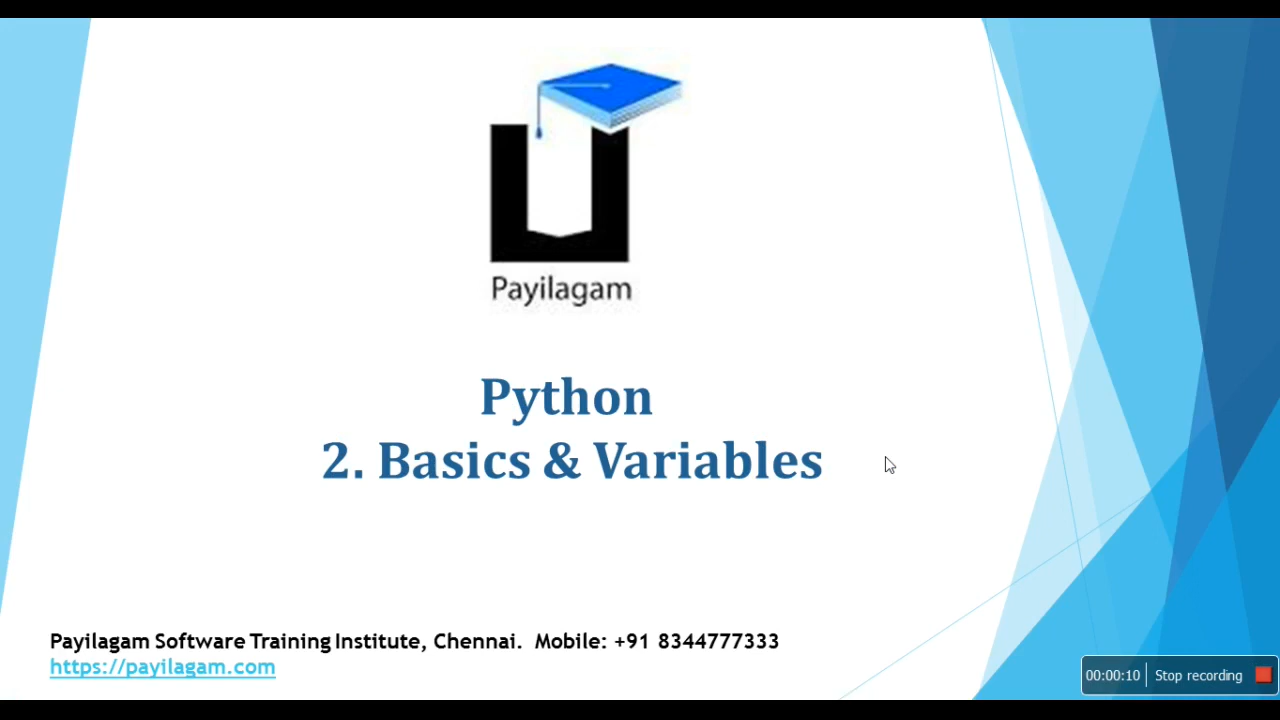 Payilagam
Python
2. Basics & Variables
Payilagam Software Training Institute, Chennai.  Mobile: +91 8344777333
https://payilagam.com
00:00:10 Stop recording